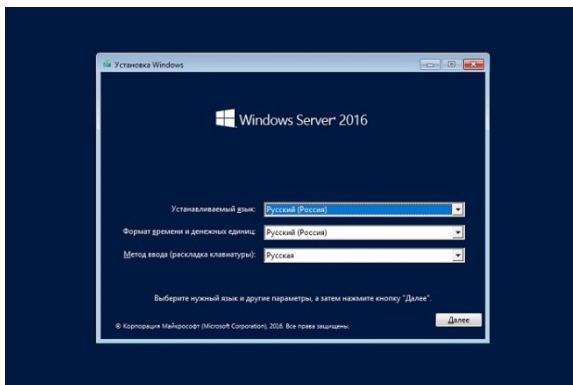 Установка Windows
Windows Server® 2016
Устанавливаемый язык: Русский (Россия)
Формат времени и денежных единиц: Русский (Россия)
Метод ввода (раскладка клавиатуры): Русская
Выберите нужный язык и другие параметры, а затем нажмите кнопку "Далее".
© Корпорация Майкрософт (Microsoft Corporation), 2016. Все права защищены.
Далее